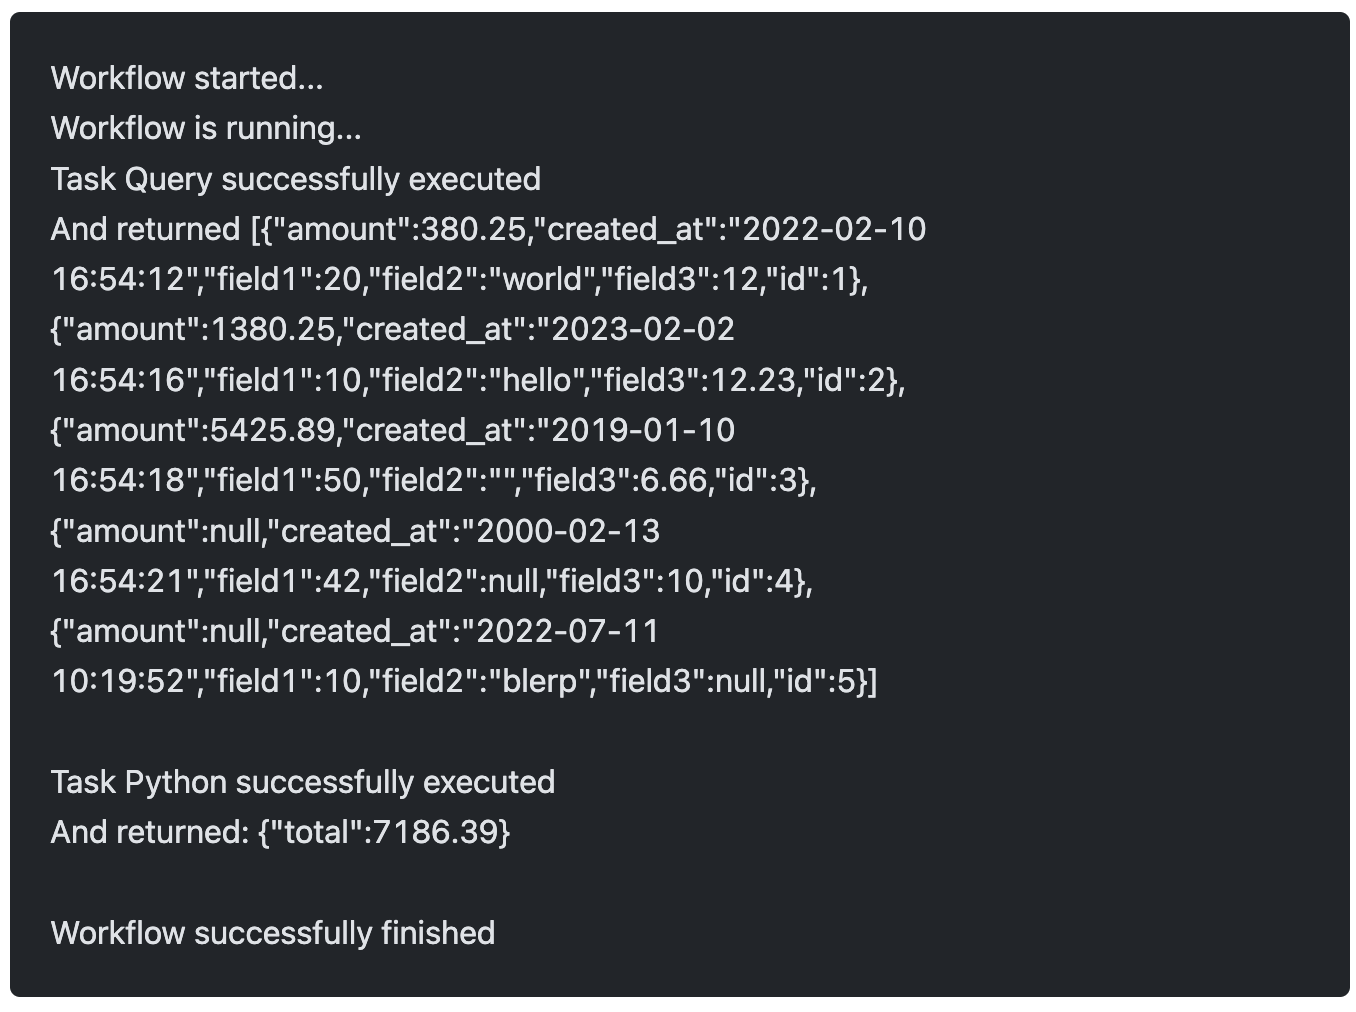 Workflow started...
Workflow is running...
Task Query successfully executed
And returned [{"amount":380.25,"created_at":"2022-02-10
16:54:12","field1":20,"field2":"world","field3":12,"id":1},
{"amount":1380.25,"created_at":"2023-02-02
16:54:16","field1":10,"field2":"hello","field3":12.23,"id":2},
{"amount":5425.89,"created_at":"2019-01-10
16:54:18","field1":50,"field2":"","field3":6.66,"id":3},
{"amount":null,"created_at":"2000-02-13
16:54:21","field1":42,"field2":null,"field3":10,"id":4},
{"amount":null,"created_at":"2022-07-11
10:19:52","field1":10,"field2":"blerp","field3":null,"id":5}]
Task Python successfully executed
And returned: {"total":7186.39}
Workflow successfully finished